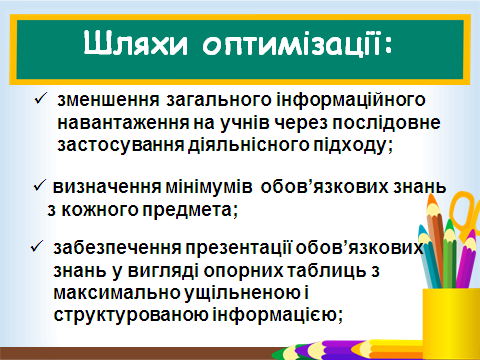 Шляхи оптимізації:
✓ зменшення загального інформаційного
навантаження на учнів через послідовне
застосування діяльнісного підходу;
✓ визначення мінімумів обов’язкових знань
з кожного предмета;
✓ забезпечення презентації обов’язкових
знань у вигляді опорних таблиць з
максимально ущільненою і
структурованою інформацією;